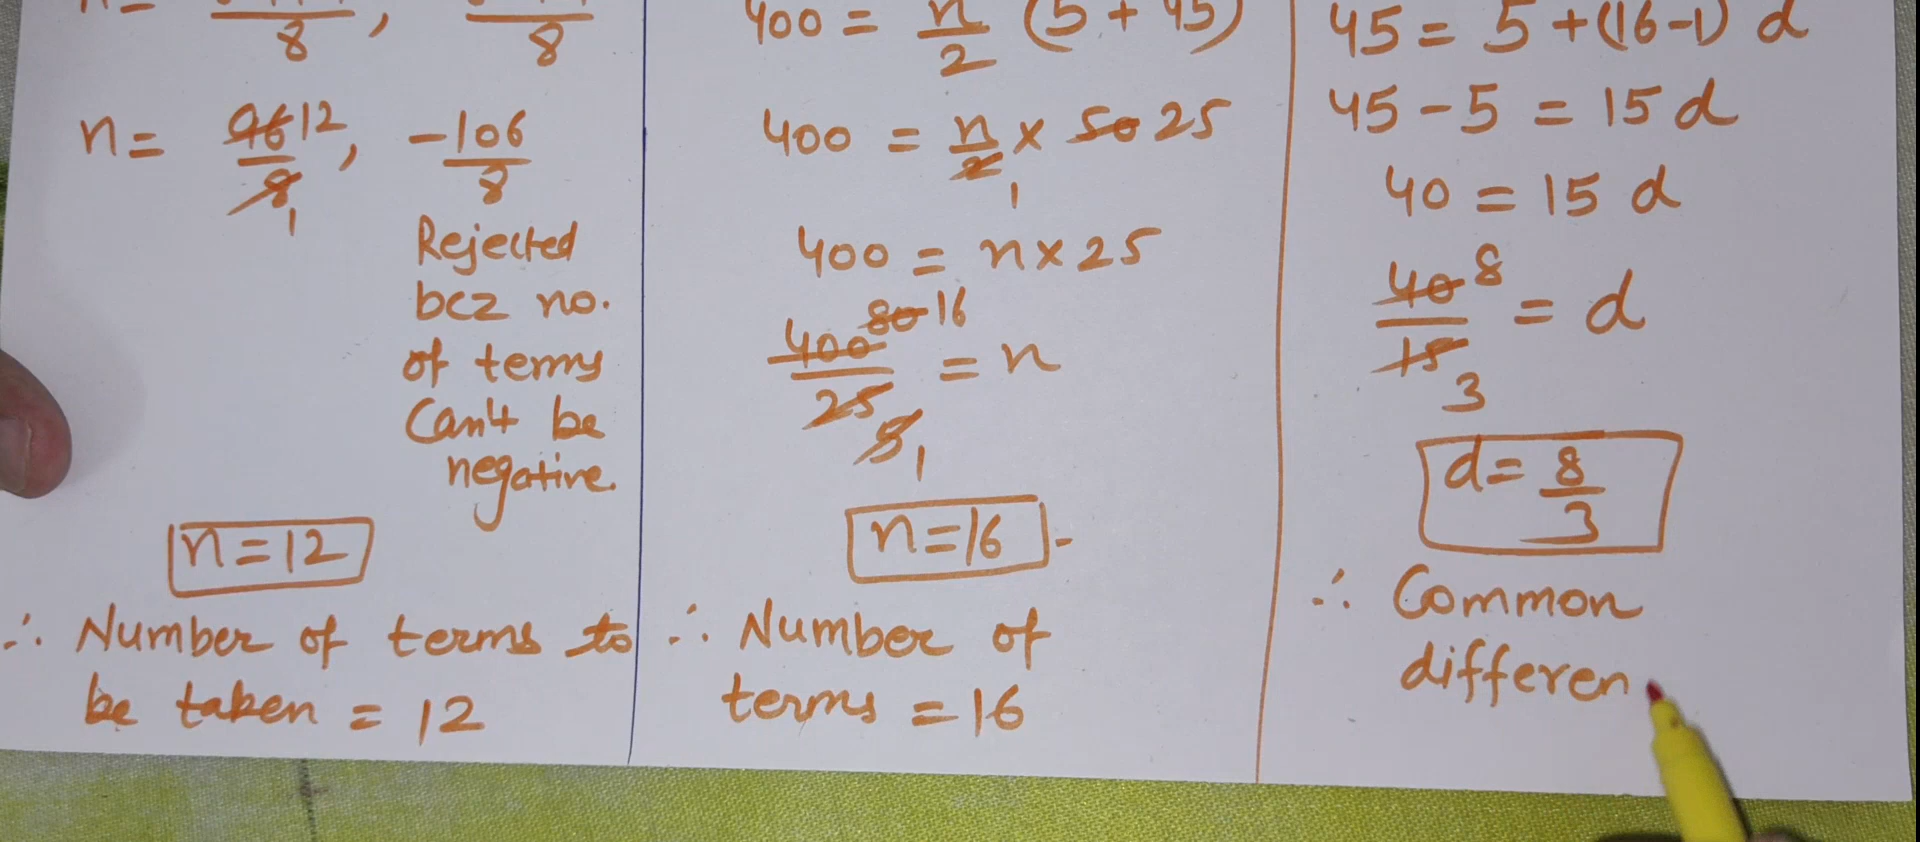 n = 8 , 8
n = 96 12 / 8 1 , -106 / 8
Rejected
bcz no.
of terms
Can't be
negative.
n = 12
∴ Number of terms to
be taken = 12
400 = n/2 (5 + 45)
400 = n/2 × 50 25
1
400 = n × 25
400 80 16 / 25 5 1 = n
n = 16 .
∴ Number of
terms = 16
45 = 5 + (16-1) d
45 - 5 = 15 d
40 = 15 d
40 8 / 15 3 = d
d = 8/3
∴ Common
differen